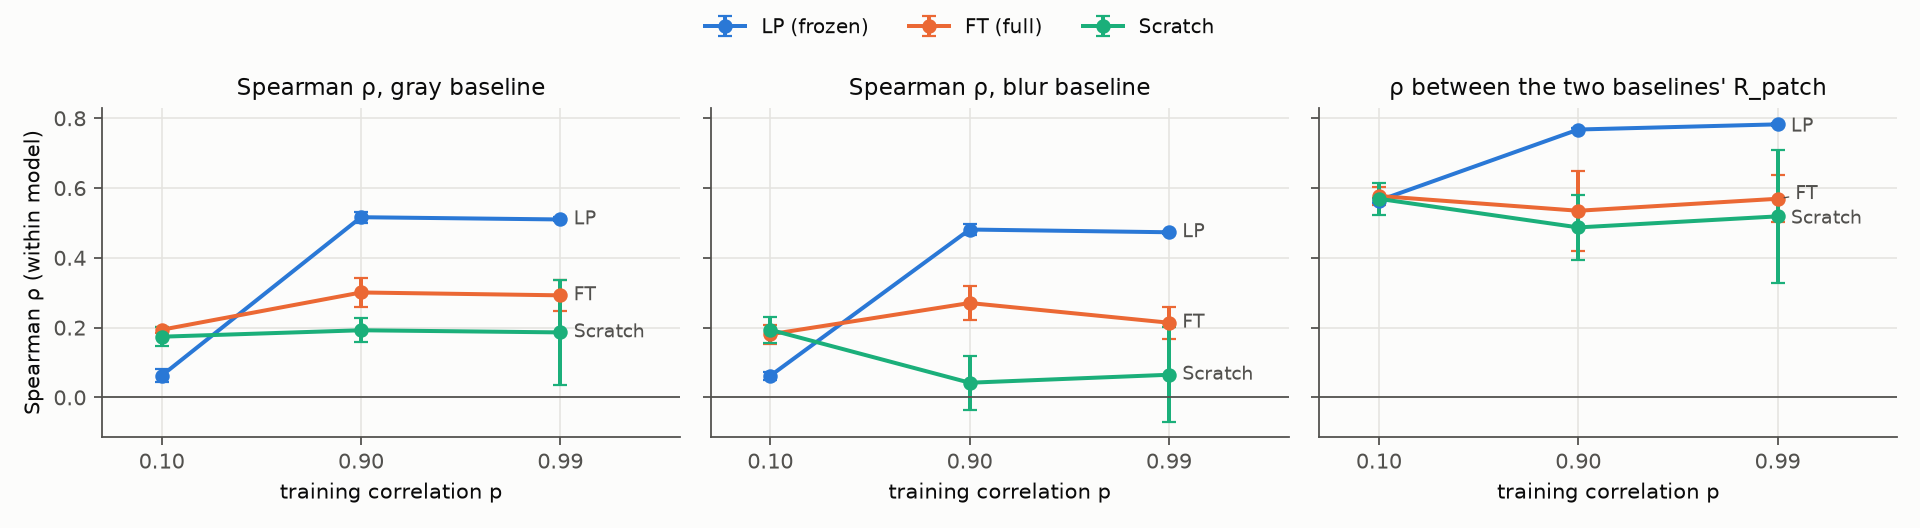 LP (frozen) FT (full) Scratch
Spearman ρ, gray baseline
Spearman ρ (within model)
0.8
0.6
0.4
0.2
0.0
LP
FT
Scratch
0.10 0.90 0.99
training correlation p
Spearman ρ, blur baseline
LP
FT
Scratch
0.10 0.90 0.99
training correlation p
ρ between the two baselines' R_patch
LP
FT
Scratch
0.10 0.90 0.99
training correlation p